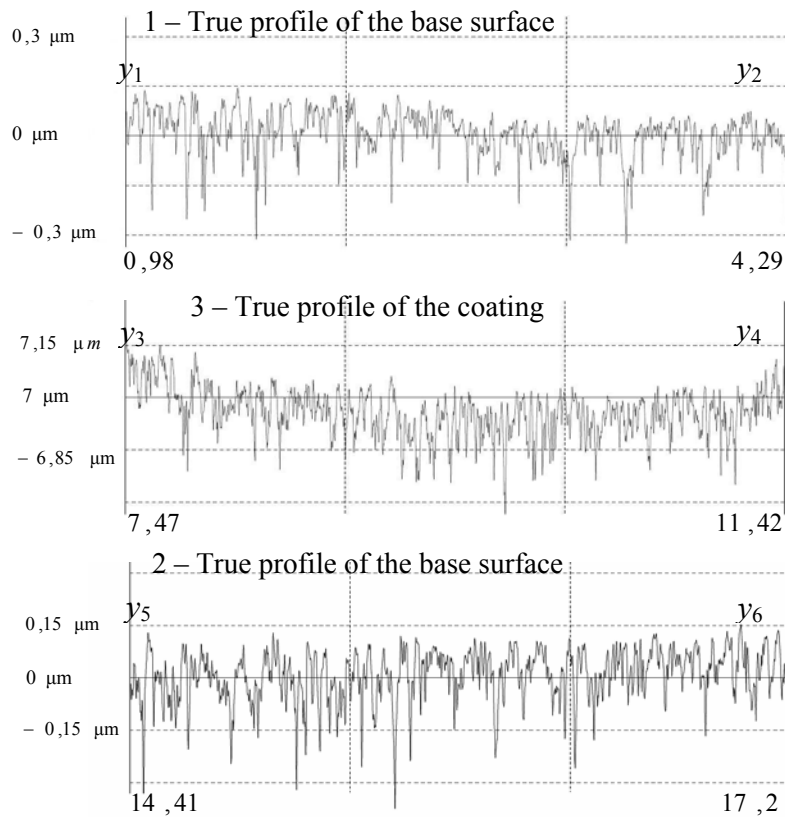 1 – True profile of the base surface
0,3 μm
y1 y2
0 μm
– 0,3 μm
0,98 4,29
3 – True profile of the coating
7,15 μm
y3 y4
7 μm
– 6,85 μm
7,47 11,42
2 – True profile of the base surface
y5 y6
0,15 μm
0 μm
– 0,15 μm
14,41 17,2